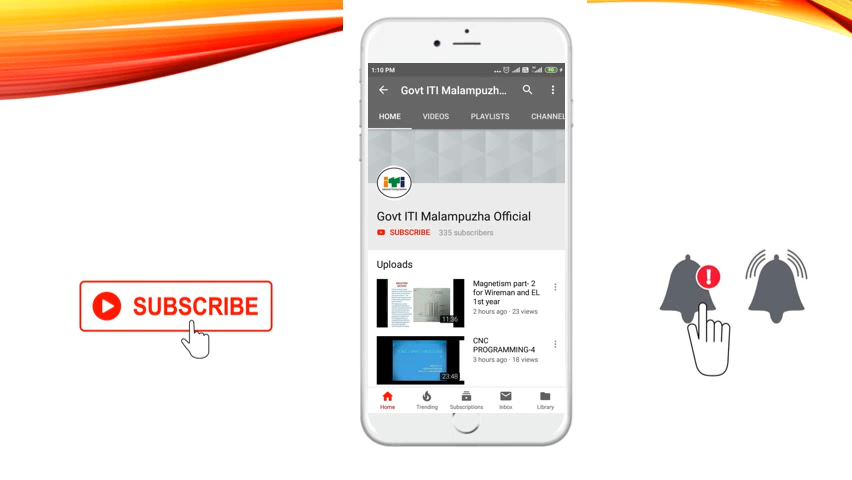 1:10 PM
Govt ITI Malampuzh...
HOME VIDEOS PLAYLISTS CHANNEL
iTi
Govt ITI Malampuzha Official
SUBSCRIBE 335 subscribers
Uploads
Magnetism part- 2
for Wireman and EL
1st year
2 hours ago · 23 views
11:36
CNC
PROGRAMMING-4
3 hours ago · 18 views
23:48
Home Trending Subscriptions Inbox Library
SUBSCRIBE